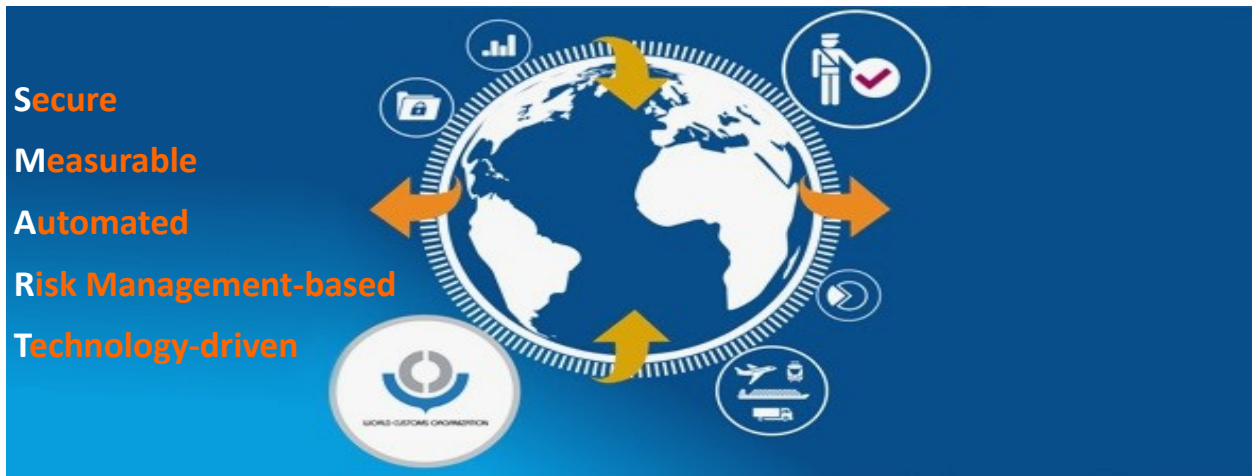 Secure
Measurable
Automated
Risk Management-based
Technology-driven
WORLD CUSTOMS ORGANIZATION